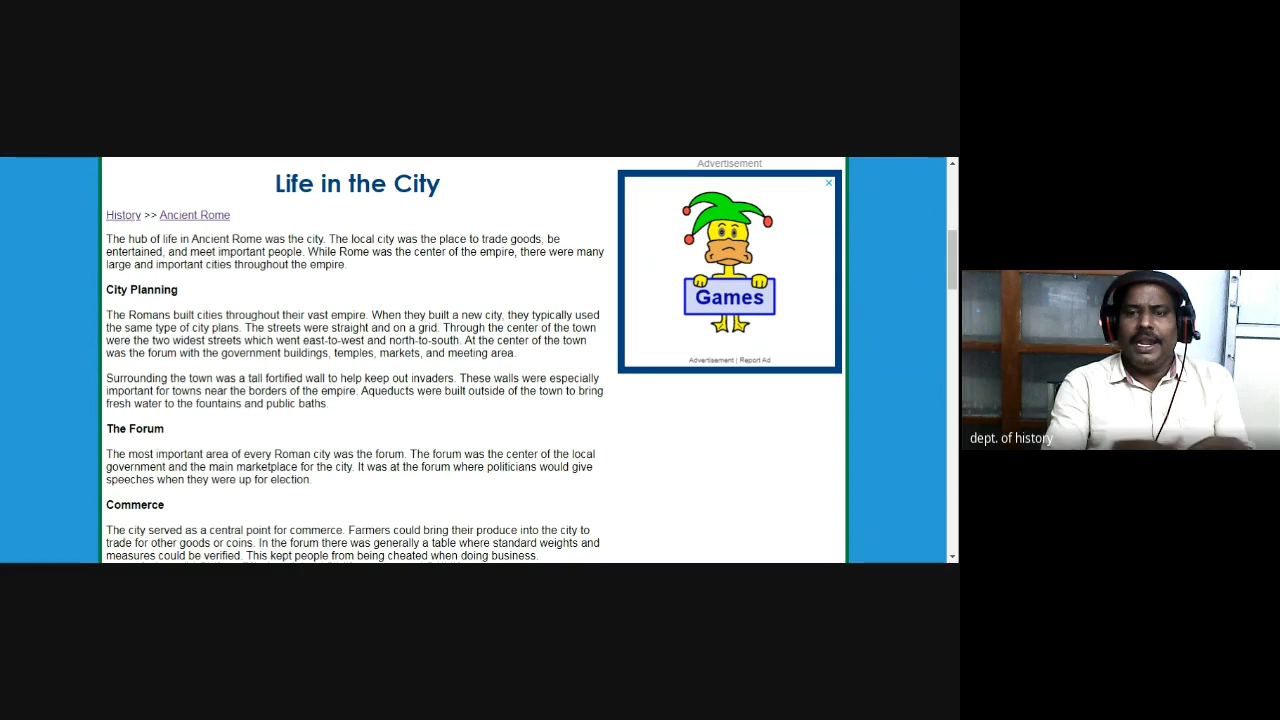 Life in the City
History >> Ancient Rome
The hub of life in Ancient Rome was the city. The local city was the place to trade goods, be
entertained, and meet important people. While Rome was the center of the empire, there were many
large and important cities throughout the empire.
City Planning
The Romans built cities throughout their vast empire. When they built a new city, they typically used
the same type of city plans. The streets were straight and on a grid. Through the center of the town
were the two widest streets which went east-to-west and north-to-south. At the center of the town
was the forum with the government buildings, temples, markets, and meeting area.
Surrounding the town was a tall fortified wall to help keep out invaders. These walls were especially
important for towns near the borders of the empire. Aqueducts were built outside of the town to bring
fresh water to the fountains and public baths.
The Forum
The most important area of every Roman city was the forum. The forum was the center of the local
government and the main marketplace for the city. It was at the forum where politicians would give
speeches when they were up for election.
Commerce
The city served as a central point for commerce. Farmers could bring their produce into the city to
trade for other goods or coins. In the forum there was generally a table where standard weights and
measures could be verified. This kept people from being cheated when doing business.
Advertisement
Games
Advertisement | Report Ad
dept. of history